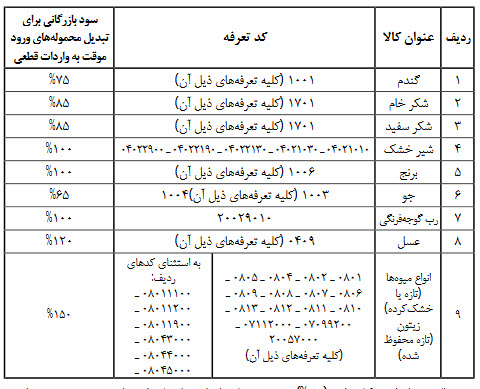 ردیف
عنوان کالا
کد تعرفه
سود بازرگانی برای
تبدیل محموله‌های ورود
موقت به واردات قطعی
۱ گندم ۱۰۰۱ (کلیه تعرفه‌های ذیل آن) %۷۵
۲ شکر خام ۱۷۰۱ (کلیه تعرفه‌های ذیل آن) %۸۵
۳ شکر سفید ۱۷۰۱ (کلیه تعرفه‌های ذیل آن) %۸۵
۴ شیر خشک ۰۴۰۲۱۰۱۰ ـ ۰۴۰۲۱۰۳۰ ـ ۰۴۰۲۲۱۳۰ ـ ۰۴۰۲۲۱۹۰ ـ ۰۴۰۲۲۹۰۰ %۱۰۰
۵ برنج ۱۰۰۶ (کلیه تعرفه‌های ذیل آن) %۱۰۰
۶ جو ۱۰۰۳ (کلیه تعرفه‌های ذیل آن)۱۰۰۴ %۶۵
۷ رب گوجه‌فرنگی ۲۰۰۲۹۰۱۰ %۱۰۰
۸ عسل ۰۴۰۹ (کلیه تعرفه‌های ذیل آن) %۱۲۰
۹
انواع میوه‌ها
(تازه یا
خشک‌کرده)
زیتون
(تازه محفوظ
شده)
۰۸۰۱ ـ ۰۸۰۲ ـ ۰۸۰۴ ـ ۰۸۰۵ ـ
۰۸۰۶ ـ ۰۸۰۷ ـ ۰۸۰۸ ـ ۰۸۰۹ ـ
۰۸۱۰ ـ ۰۸۱۱ ـ ۰۸۱۲ ـ ۰۸۱۳ ـ
۰۷۰۹۹۲۰۰ ـ ۰۷۱۱۲۰۰۰ ـ
۲۰۰۵۷۰۰۰
(کلیه تعرفه‌های ذیل آن)
به استثنای کدهای
ردیف:
۰۸۰۱۱۱۰۰ ـ
۰۸۰۱۱۲۰۰ ـ
۰۸۰۱۱۹۰۰ ـ
۰۸۰۴۳۰۰۰ ـ
۰۸۰۴۴۰۰۰ ـ
۰۸۰۴۵۰۰۰ ـ
%۱۵۰